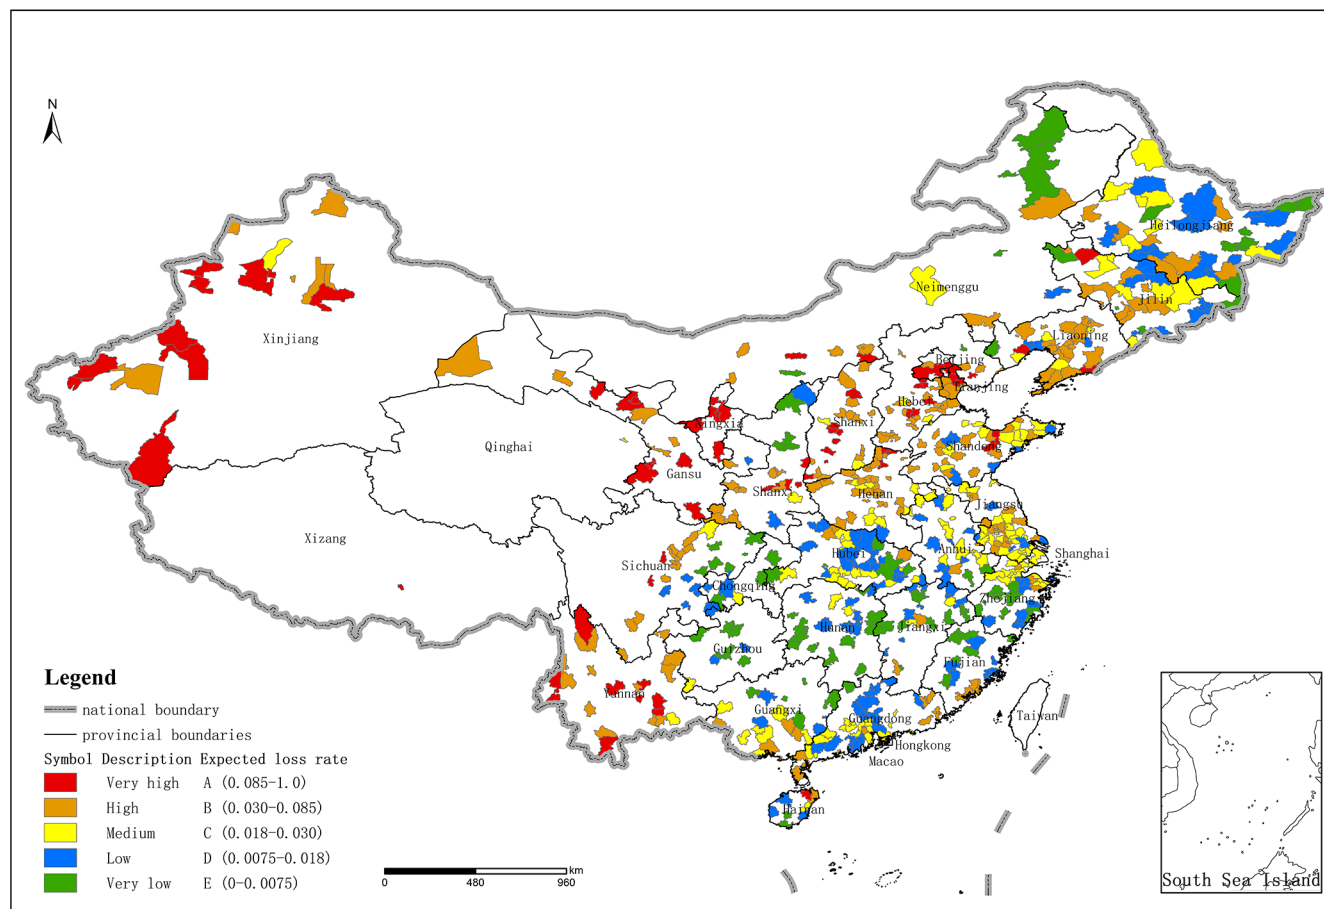 N
Heilongjiang
Neimenggu
Jilin
Xinjiang
Liaoning
Beijing
Tianjing
Hebei
Ningxia
Shanxi
Qinghai
Shandong
Gansu
Shanxi
Henan
Jiangsu
Xizang
Hubei
Anhui
Shanghai
Sichuan
Chongqing
Zhejiang
Hunan
Jiangxi
Guizhou
Fujian
Yunnan
Guangxi
Guangdong
Taiwan
Hongkong
Macao
Hainan
Legend
national boundary
provincial boundaries
Symbol Description Expected loss rate
Very high A (0.085-1.0)
High B (0.030-0.085)
Medium C (0.018-0.030)
Low D (0.0075-0.018)
Very low E (0-0.0075)
km
0 480 960
South Sea Island